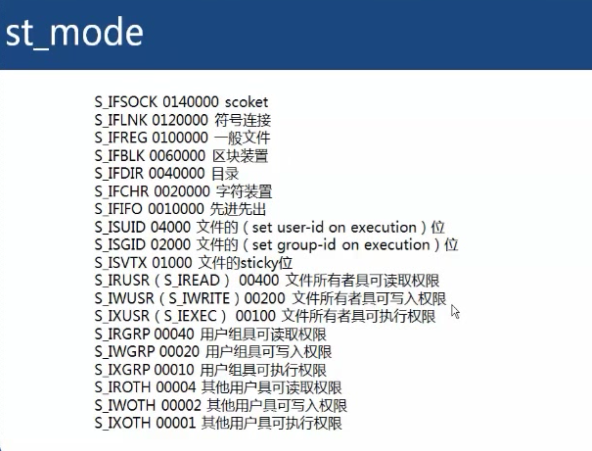 st_mode
S_IFSOCK 0140000 scoket
S_IFLNK 0120000 符号连接
S_IFREG 0100000 一般文件
S_IFBLK 0060000 区块装置
S_IFDIR 0040000 目录
S_IFCHR 0020000 字符装置
S_IFIFO 0010000 先进先出
S_ISUID 04000 文件的（set user-id on execution）位
S_ISGID 02000 文件的（set group-id on execution）位
S_ISVTX 01000 文件的sticky位
S_IRUSR（S_IREAD） 00400 文件所有者具可读取权限
S_IWUSR（S_IWRITE）00200 文件所有者具可写入权限
S_IXUSR（S_IEXEC） 00100 文件所有者具可执行权限
S_IRGRP 00040 用户组具可读取权限
S_IWGRP 00020 用户组具可写入权限
S_IXGRP 00010 用户组具可执行权限
S_IROTH 00004 其他用户具可读取权限
S_IWOTH 00002 其他用户具可写入权限
S_IXOTH 00001 其他用户具可执行权限